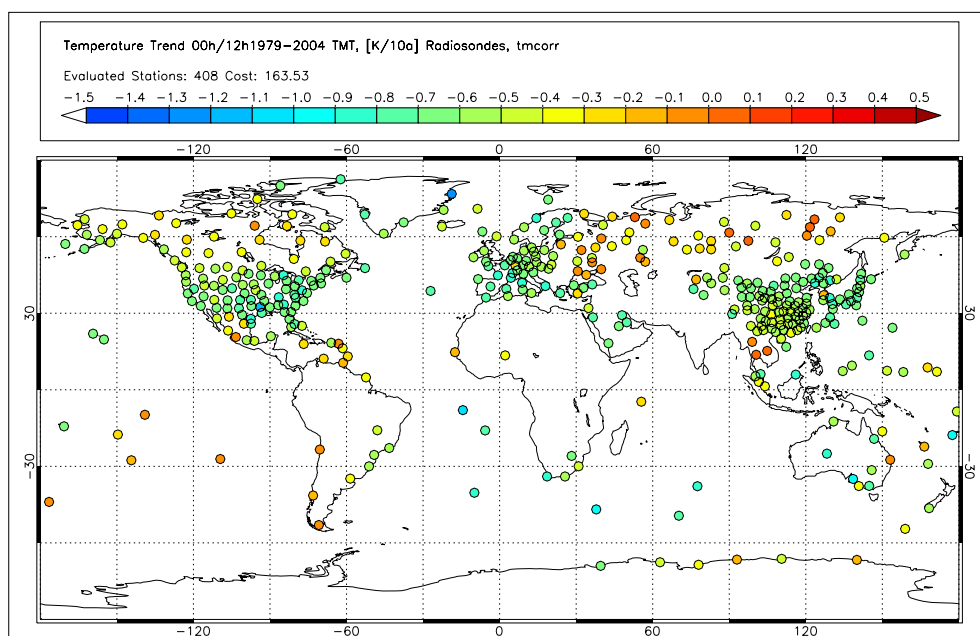 Temperature Trend 00h/12h1979-2004 TMT, [K/10a] Radiosondes, tmcorr
Evaluated Stations: 408 Cost: 163.53
-1.5 -1.4 -1.3 -1.2 -1.1 -1.0 -0.9 -0.8 -0.7 -0.6 -0.5 -0.4 -0.3 -0.2 -0.1 0.0 0.1 0.2 0.3 0.4 0.5
-120 -60 0 60 120
30 30
-30 -30
-120 -60 0 60 120